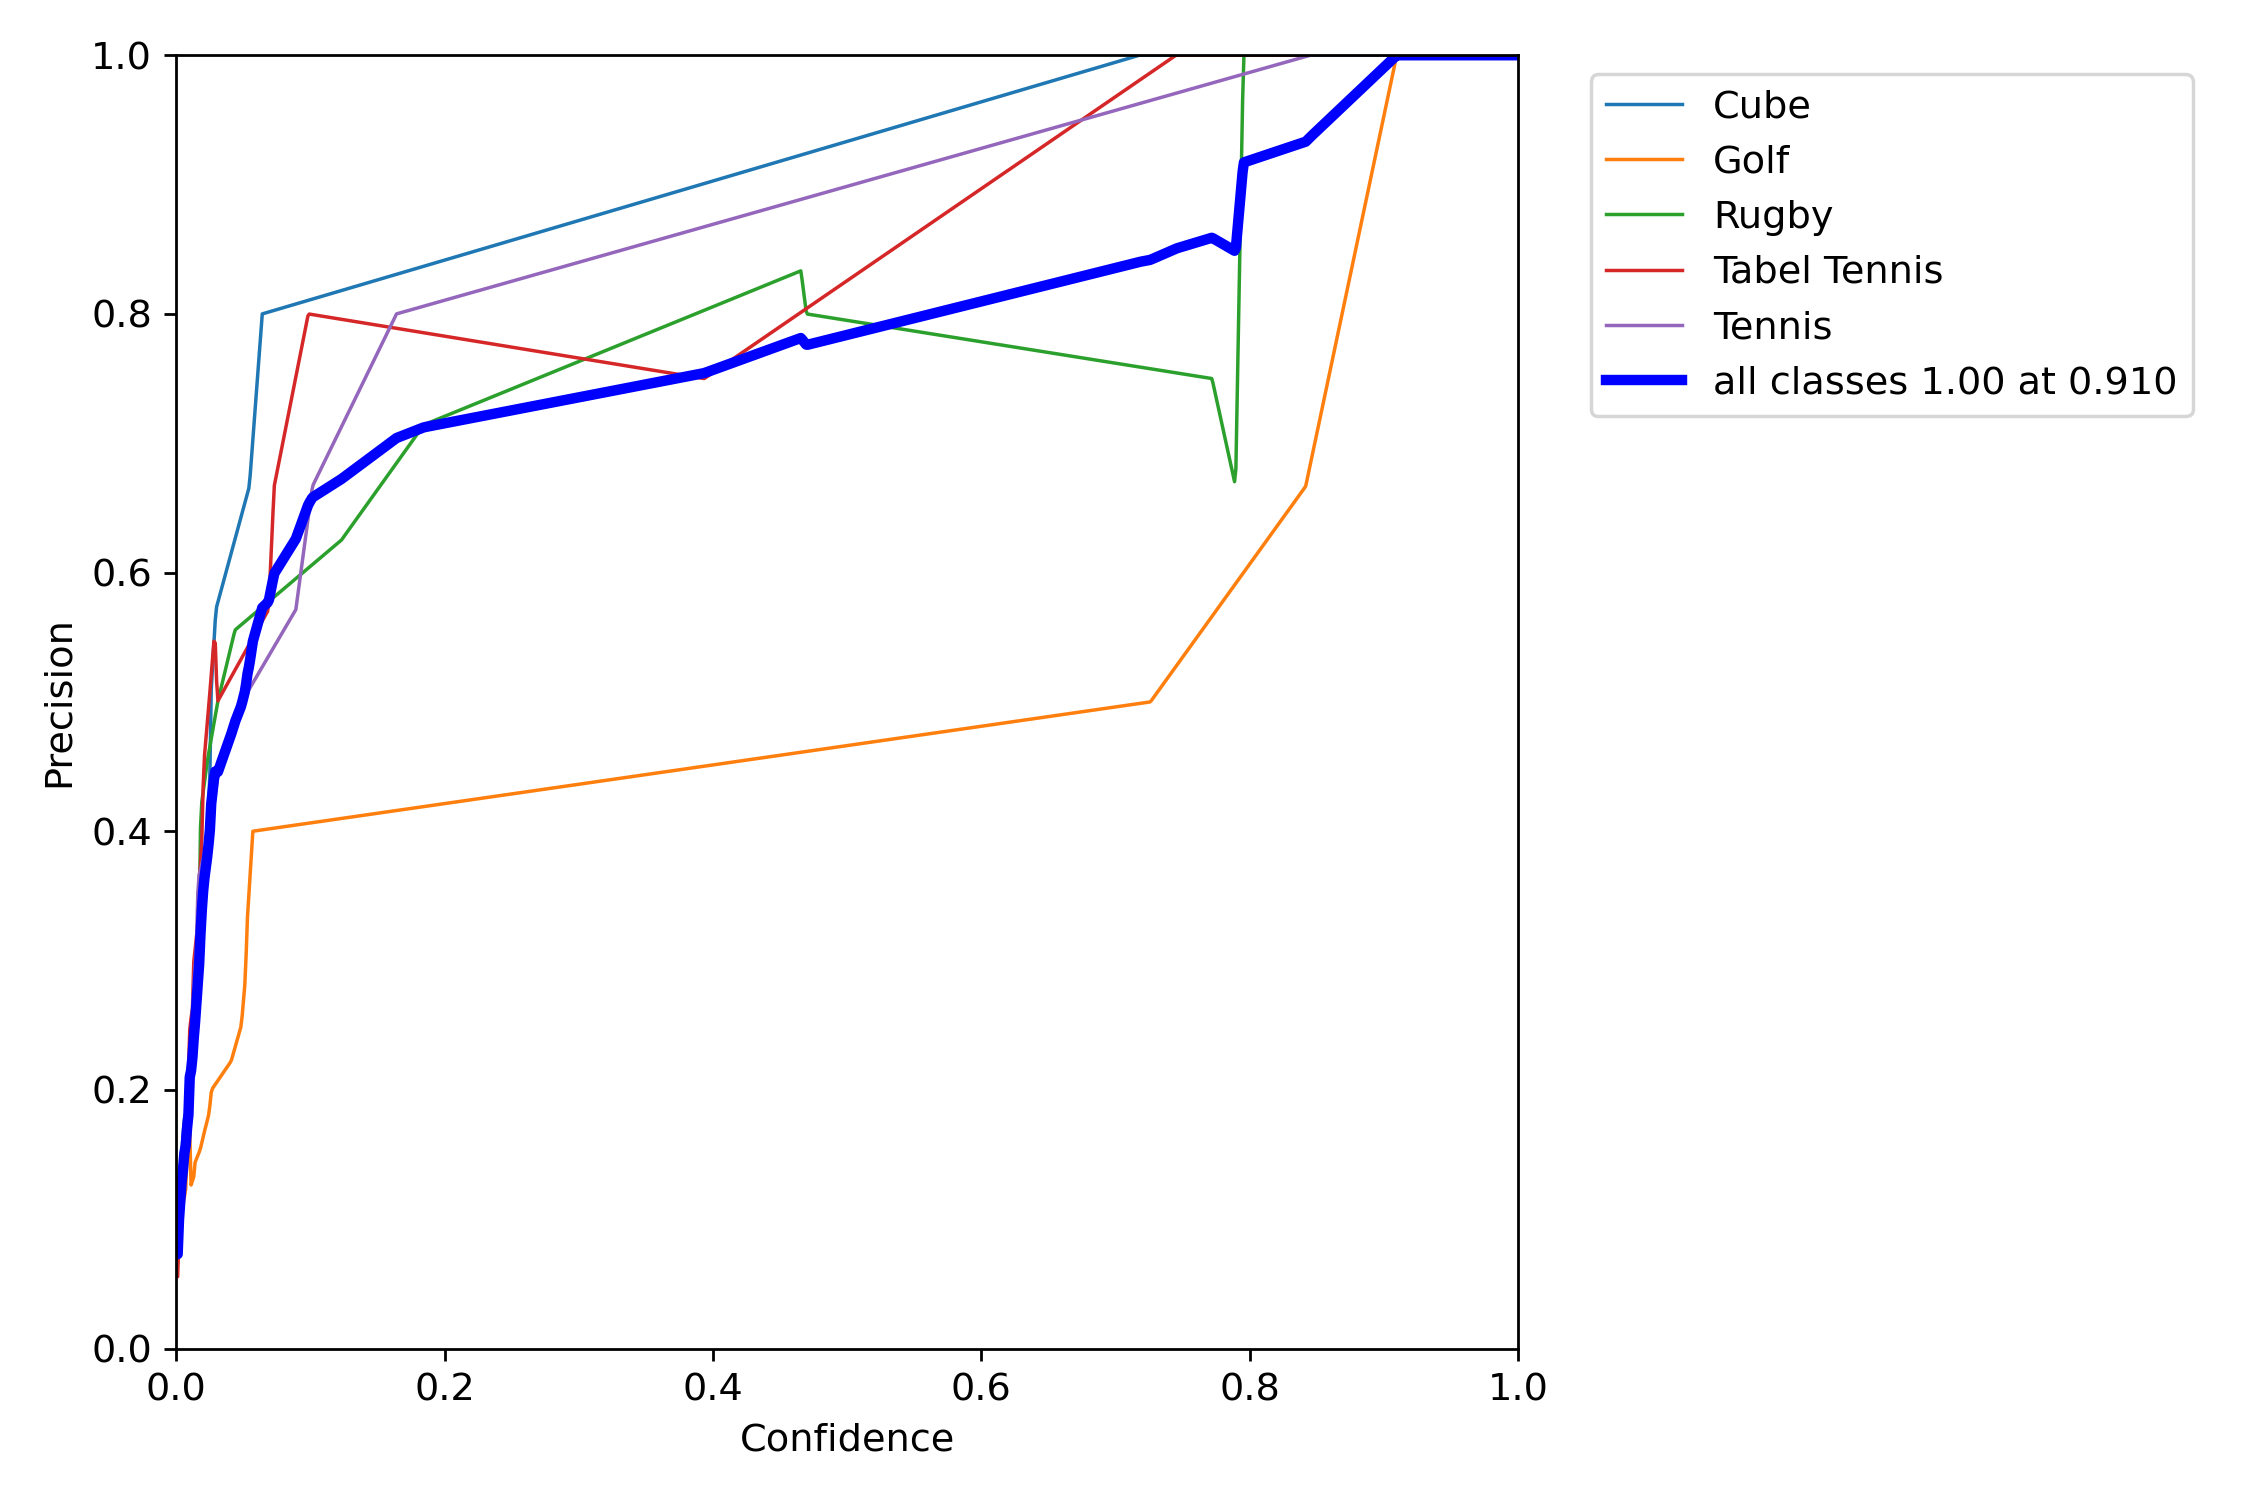 1.0
0.8
0.6
0.4
0.2
0.0
0.0 0.2 0.4 0.6 0.8 1.0
Precision
Confidence
Cube
Golf
Rugby
Tabel Tennis
Tennis
all classes 1.00 at 0.910